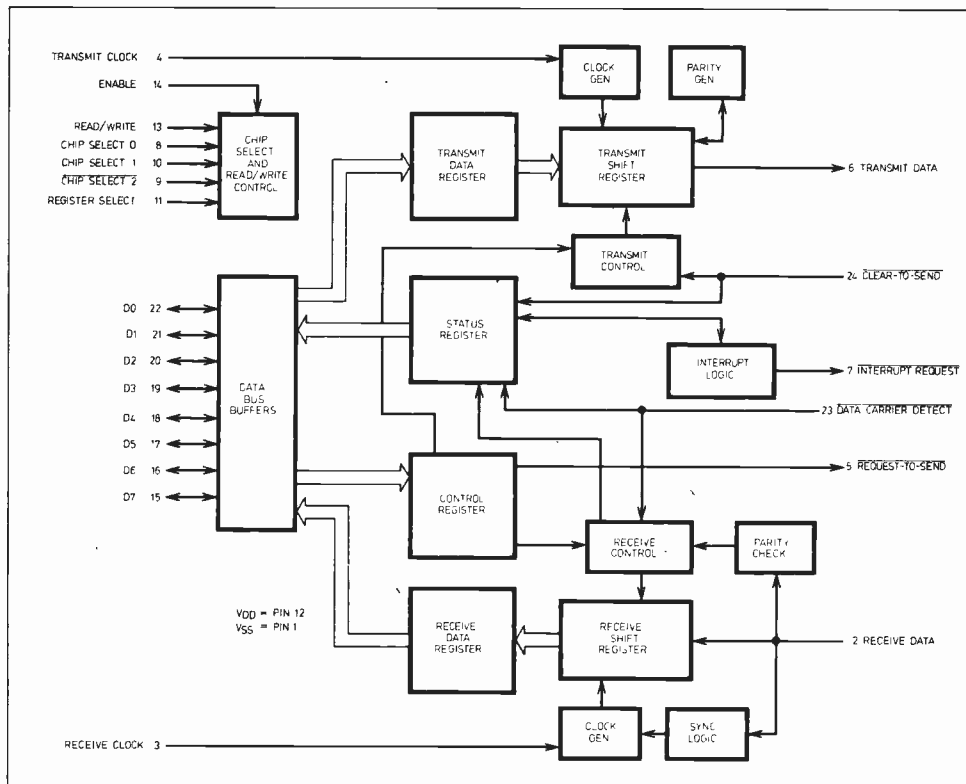 TRANSMIT CLOCK 4
ENABLE 14
READ/WRITE 13
CHIP SELECT 0 8
CHIP SELECT 1 10
CHIP SELECT 2 9
REGISTER SELECT 11
CHIP
SELECT
AND
READ/WRITE
CONTROL
CLOCK
GEN
PARITY
GEN
TRANSMIT
DATA
REGISTER
TRANSMIT
SHIFT
REGISTER
6 TRANSMIT DATA
TRANSMIT
CONTROL
24 CLEAR-TO-SEND
D0 22
D1 21
D2 20
D3 19
D4 18
D5 17
D6 16
D7 15
DATA
BUS
BUFFERS
STATUS
REGISTER
INTERRUPT
LOGIC
7 INTERRUPT REQUEST
23 DATA CARRIER DETECT
5 REQUEST-TO-SEND
CONTROL
REGISTER
RECEIVE
CONTROL
PARITY
CHECK
VDD = PIN 12
VSS = PIN 1
RECEIVE
DATA
REGISTER
RECEIVE
SHIFT
REGISTER
2 RECEIVE DATA
CLOCK
GEN
SYNC
LOGIC
RECEIVE CLOCK 3